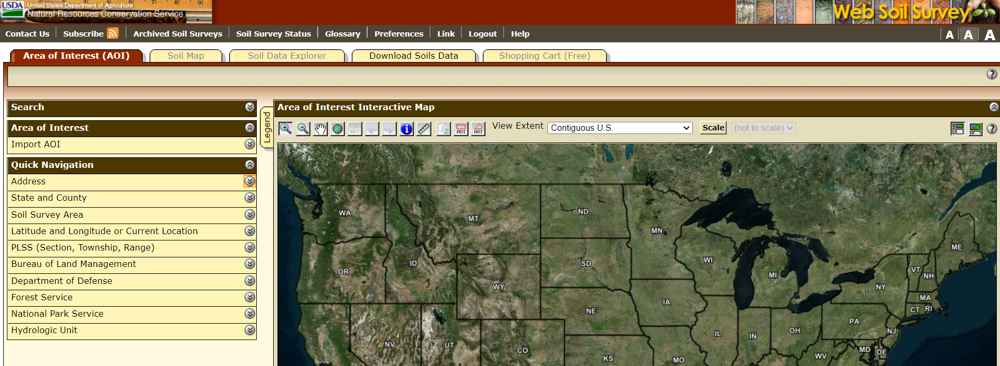 USDA United States Department of Agriculture
Natural Resources Conservation Service
Web Soil Survey
Contact Us Subscribe Archived Soil Surveys Soil Survey Status Glossary Preferences Link Logout Help A A A
Area of Interest (AOI) Soil Map Soil Data Explorer Download Soils Data Shopping Cart (Free)
Search
Area of Interest
Import AOI
Quick Navigation
Address
State and County
Soil Survey Area
Latitude and Longitude or Current Location
PLSS (Section, Township, Range)
Bureau of Land Management
Department of Defense
Forest Service
National Park Service
Hydrologic Unit
Legend
Area of Interest Interactive Map
AOI AOI AOI View Extent Contiguous U.S. Scale (not to scale)
WA
MT
ND
MN
ME
ID
SD
WI
OR
MI
VT
NH
WY
NY
IA
MA
NE
CT RI
PA
IL
IN
OH
NJ
NV
UT
CO
MD
DE
KS
MO
WV